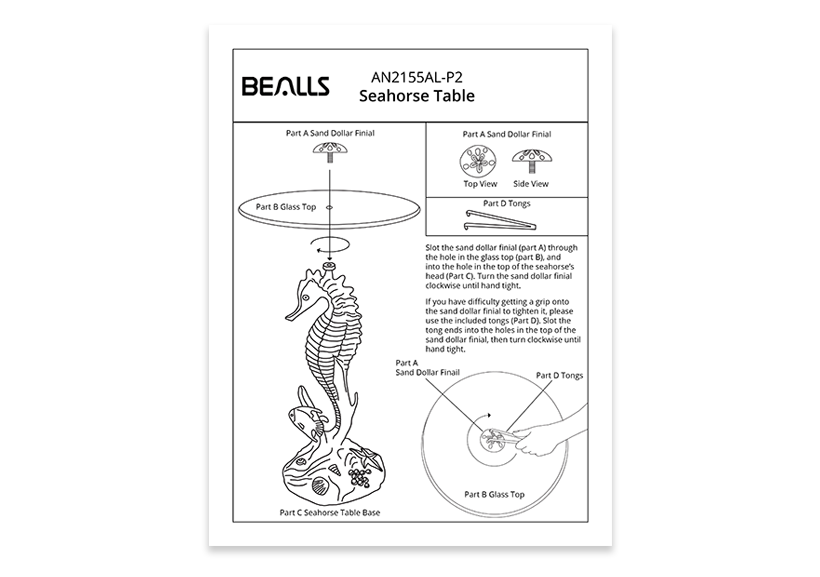 BEALLS
AN2155AL-P2
Seahorse Table
Part A Sand Dollar Finial
Part B Glass Top
Part C Seahorse Table Base
Part A Sand Dollar Finial
Top View
Side View
Part D Tongs
Slot the sand dollar finial (part A) through
the hole in the glass top (part B), and
into the hole in the top of the seahorse's
head (Part C). Turn the sand dollar finial
clockwise until hand tight.
If you have difficulty getting a grip onto
the sand dollar finial to tighten it, please
use the included tongs (Part D). Slot the
tong ends into the holes in the top of the
sand dollar finial, then turn clockwise until
hand tight.
Part A
Sand Dollar Finail
Part D Tongs
Part B Glass Top